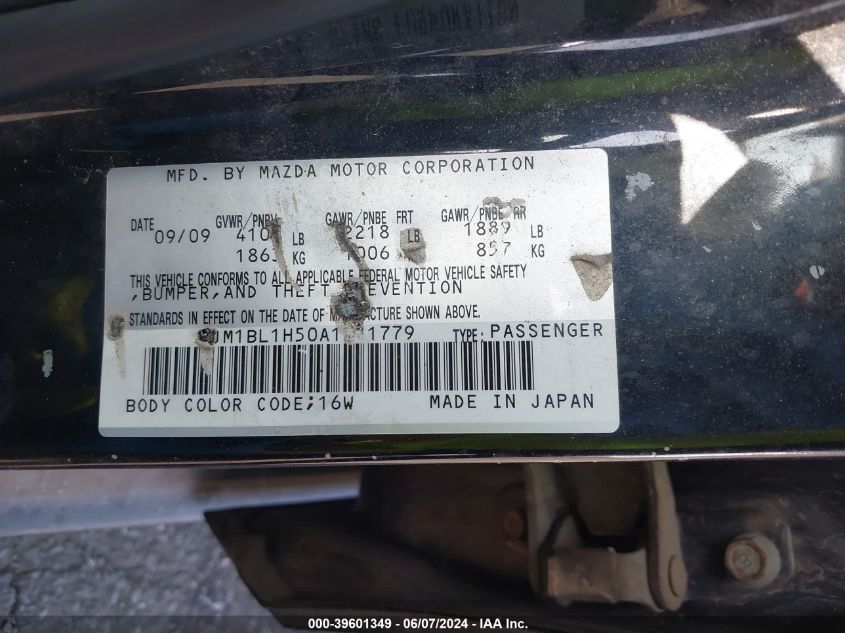 MFD. BY MAZDA MOTOR CORPORATION
DATE GVWR/PNBV GAWR/PNBE FRT GAWR/PNBE RR
09/09 LB 2218 LB 1889 LB
KG KG 857 KG
THIS VEHICLE CONFORMS TO ALL APPLICABLE FEDERAL MOTOR VEHICLE SAFETY
,BUMPER,AND THEFT PREVENTION
STANDARDS IN EFFECT ON THE DATE OF MANUFACTURE SHOWN ABOVE.
TYPE: PASSENGER
BODY COLOR CODE;16W MADE IN JAPAN
000-39601349 - 06/07/2024 - IAA Inc.